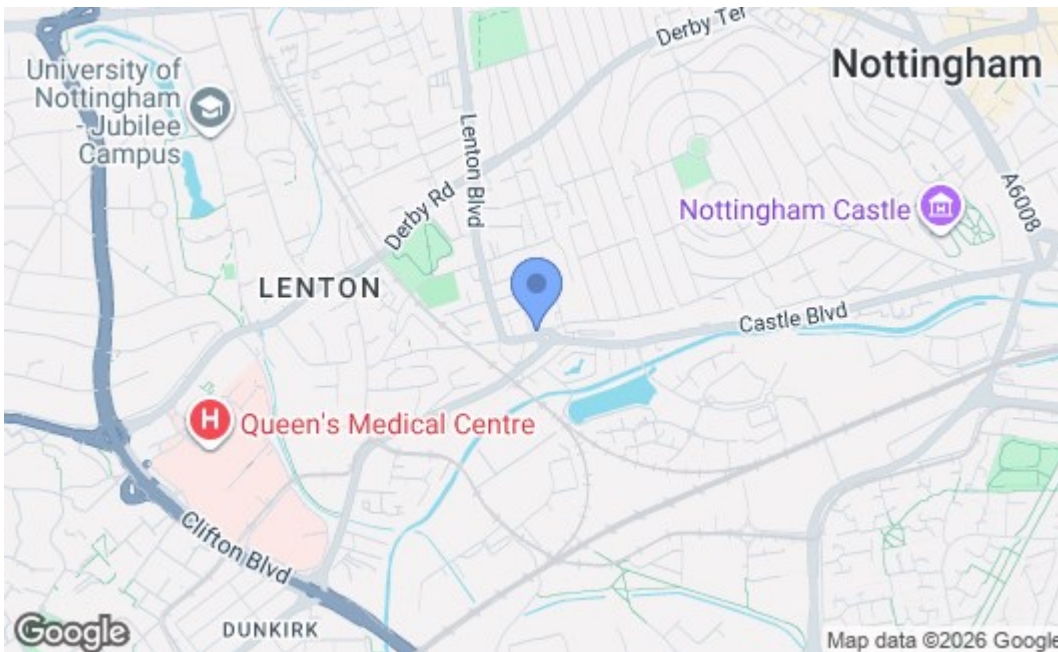 Derby Ter
Nottingham
University of
Nottingham
- Jubilee
Campus
Lenton Blvd
A6008
Derby Rd
Nottingham Castle
LENTON
Castle Blvd
H
Queen's Medical Centre
Clifton Blvd
DUNKIRK
Google
Map data ©2026 Google